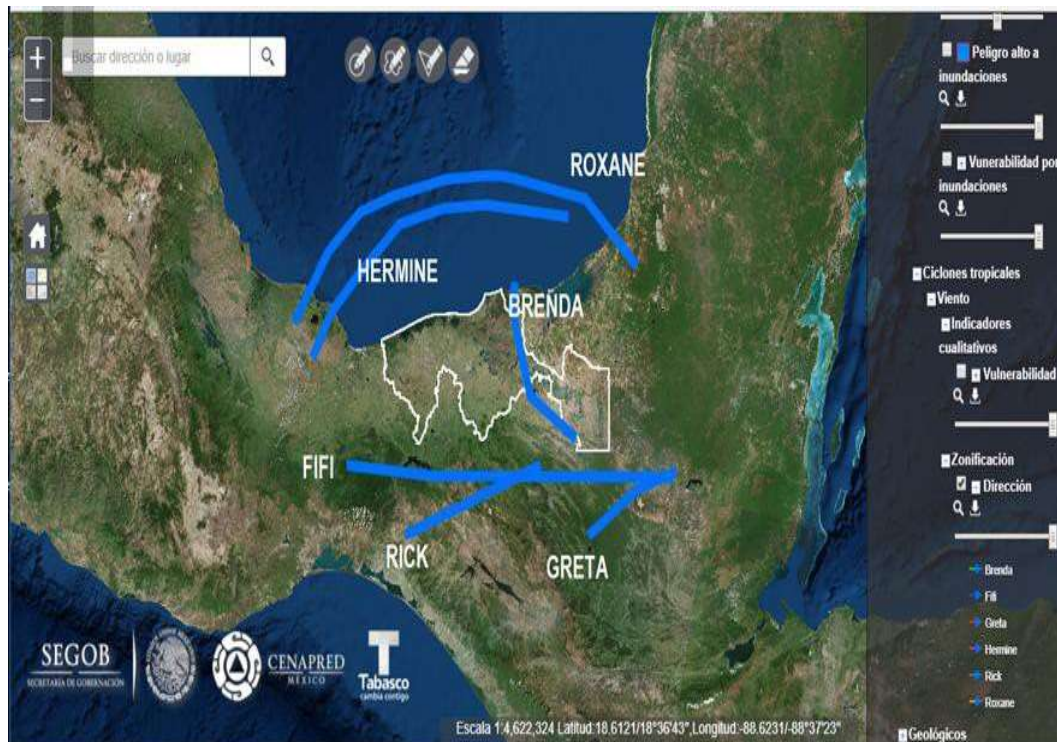 +
−
Buscar dirección o lugar
ROXANE
HERMINE
BRENDA
FIFI
RICK
GRETA
SEGOB
SECRETARÍA DE GOBERNACIÓN
CENAPRED
MÉXICO
Tabasco
cambia contigo
Escala 1:4,622,324 Latitud:18.6121/18°36'43",Longitud:-88.6231/-88°37'23"
Peligro alto a
inundaciones
Vunerabilidad por
inundaciones
Ciclones tropicales
Viento
Indicadores
cualitativos
Vulnerabilidad
Zonificación
Dirección
Brenda
Fifi
Greta
Hermine
Rick
Roxane
Geológicos